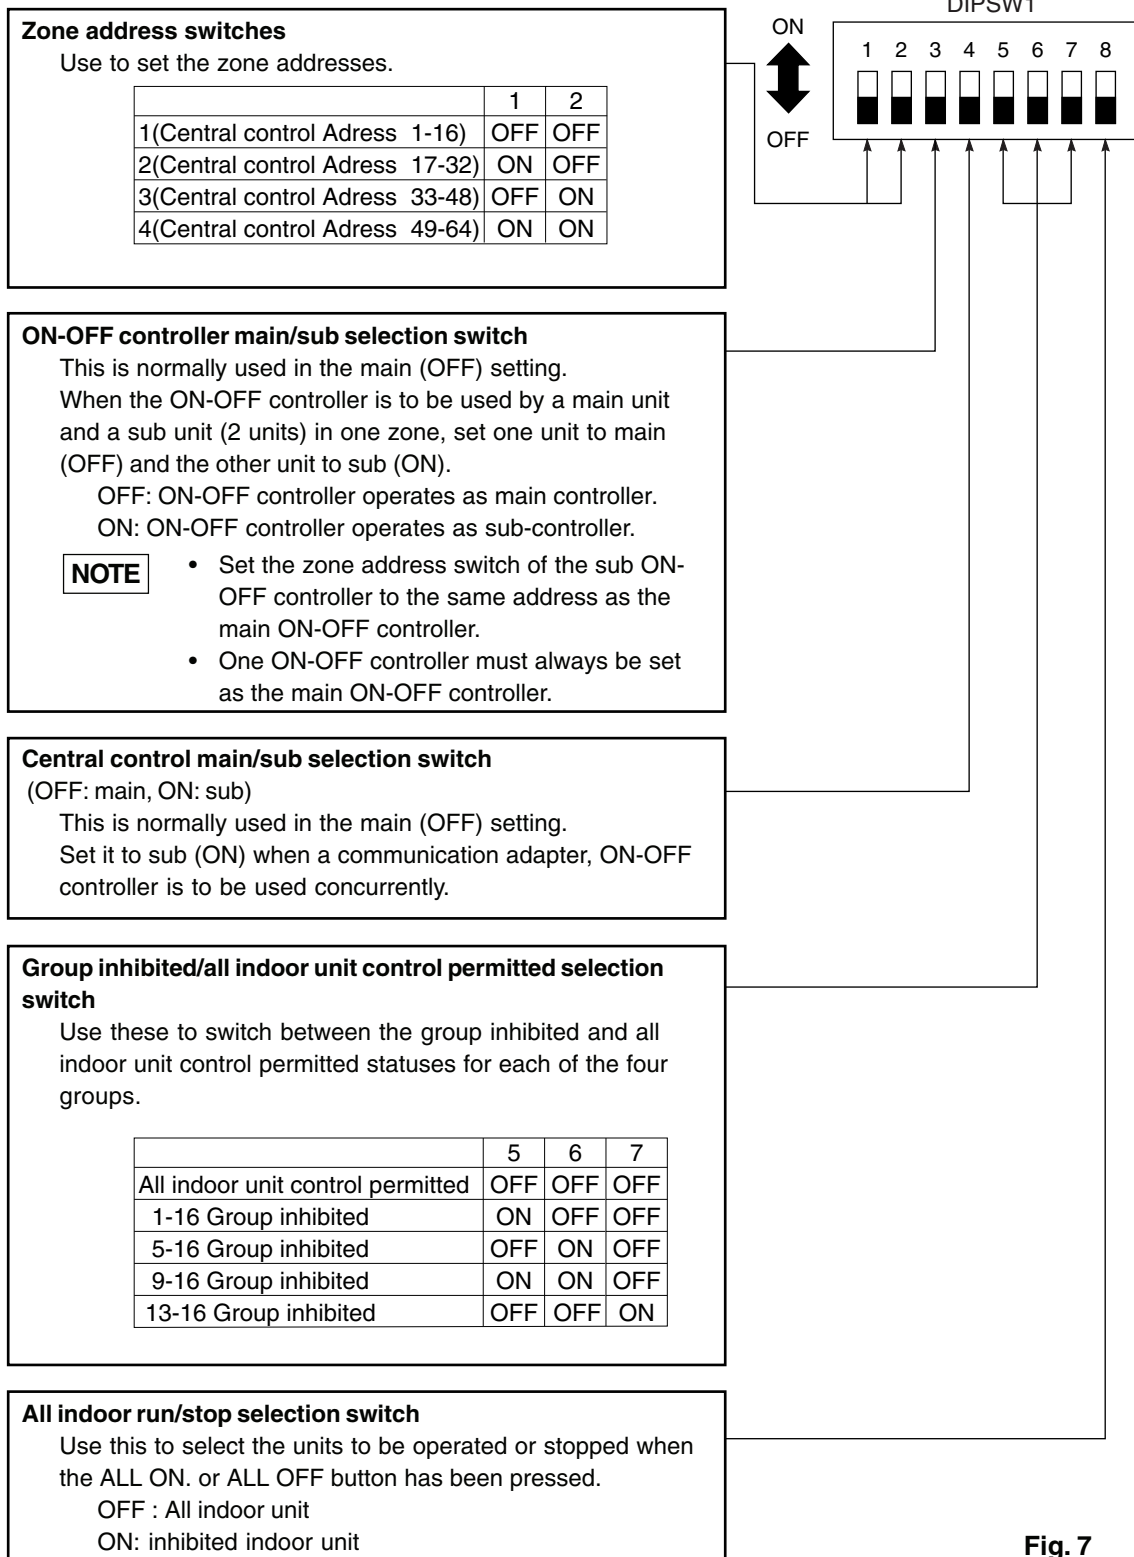 DIPSW1
ON
OFF
1 2 3 4 5 6 7 8
Zone address switches
Use to set the zone addresses.
1 2
1(Central control Adress 1-16) OFF OFF
2(Central control Adress 17-32) ON OFF
3(Central control Adress 33-48) OFF ON
4(Central control Adress 49-64) ON ON
ON-OFF controller main/sub selection switch
This is normally used in the main (OFF) setting.
When the ON-OFF controller is to be used by a main unit
and a sub unit (2 units) in one zone, set one unit to main
(OFF) and the other unit to sub (ON).
OFF: ON-OFF controller operates as main controller.
ON: ON-OFF controller operates as sub-controller.
NOTE • Set the zone address switch of the sub ON-
OFF controller to the same address as the
main ON-OFF controller.
• One ON-OFF controller must always be set
as the main ON-OFF controller.
Central control main/sub selection switch
(OFF: main, ON: sub)
This is normally used in the main (OFF) setting.
Set it to sub (ON) when a communication adapter, ON-OFF
controller is to be used concurrently.
Group inhibited/all indoor unit control permitted selection
switch
Use these to switch between the group inhibited and all
indoor unit control permitted statuses for each of the four
groups.
5 6 7
All indoor unit control permitted OFF OFF OFF
1-16 Group inhibited ON OFF OFF
5-16 Group inhibited OFF ON OFF
9-16 Group inhibited ON ON OFF
13-16 Group inhibited OFF OFF ON
All indoor run/stop selection switch
Use this to select the units to be operated or stopped when
the ALL ON. or ALL OFF button has been pressed.
OFF : All indoor unit
ON: inhibited indoor unit
Fig. 7